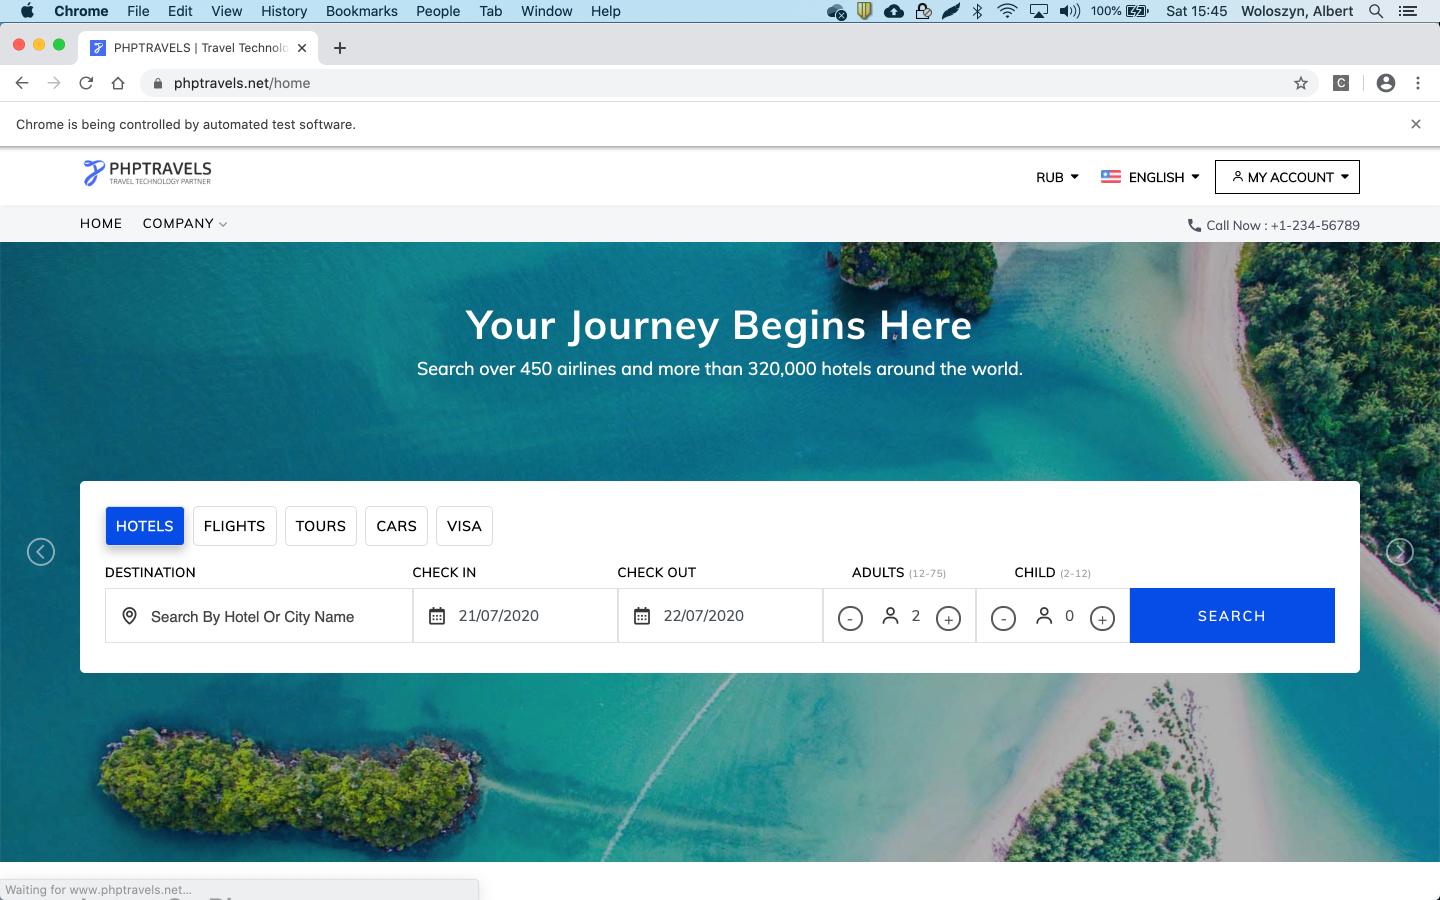 Chrome File Edit View History Bookmarks People Tab Window Help 100% Sat 15:45 Woloszyn, Albert
PHPTRAVELS | Travel Technolo
phptravels.net/home
C
Chrome is being controlled by automated test software.
PHPTRAVELS
TRAVEL TECHNOLOGY PARTNER
RUB ENGLISH MY ACCOUNT
HOME COMPANY Call Now : +1-234-56789
Your Journey Begins Here
Search over 450 airlines and more than 320,000 hotels around the world.
HOTELS FLIGHTS TOURS CARS VISA
DESTINATION CHECK IN CHECK OUT ADULTS (12-75) CHILD (2-12)
Search By Hotel Or City Name 21/07/2020 22/07/2020 - 2 + - 0 + SEARCH
Waiting for www.phptravels.net...